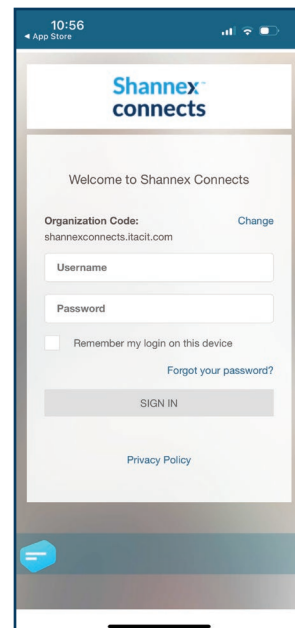 10:56
◀ App Store
Shannex™
connects
Welcome to Shannex Connects
Organization Code: Change
shannexconnects.itacit.com
Username
Password
Remember my login on this device
Forgot your password?
SIGN IN
Privacy Policy